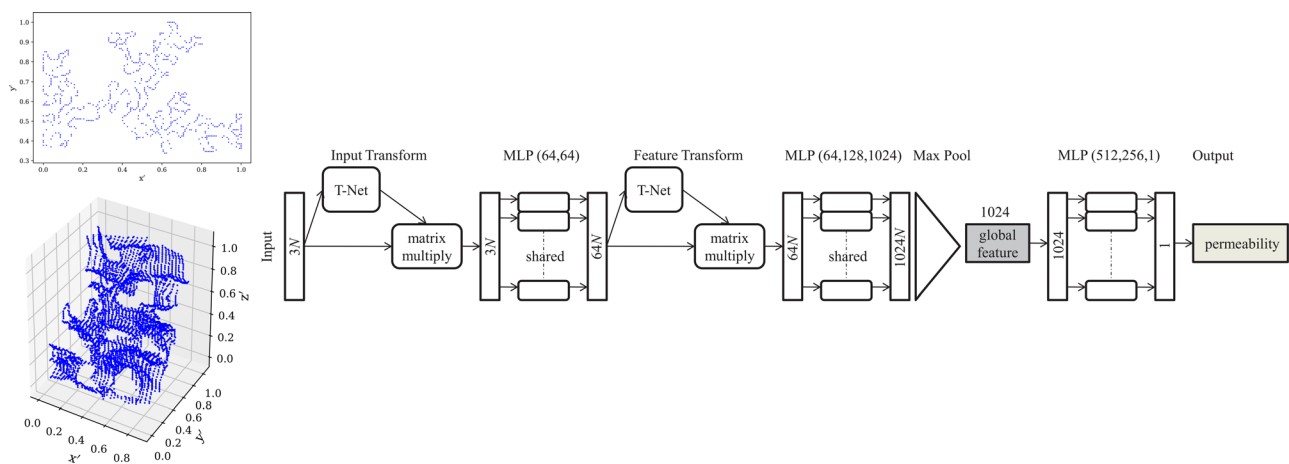 1.0
0.9
0.8
0.7
0.6
0.5
0.4
0.3
y'
0.0 0.2 0.4 0.6 0.8 1.0
x'
1.0
0.8
0.6
0.4
0.2
0.0
z'
0.0 0.2 0.4 0.6 0.8
x'
0.0 0.2 0.4 0.6 0.8 1.0
y'
Input Transform
MLP (64,64)
Feature Transform
MLP (64,128,1024)
Max Pool
MLP (512,256,1)
Output
Input
3N
T-Net
matrix
multiply
3N
shared
64N
T-Net
matrix
multiply
64N
shared
1024N
1024
global
feature
1024
1
permeability